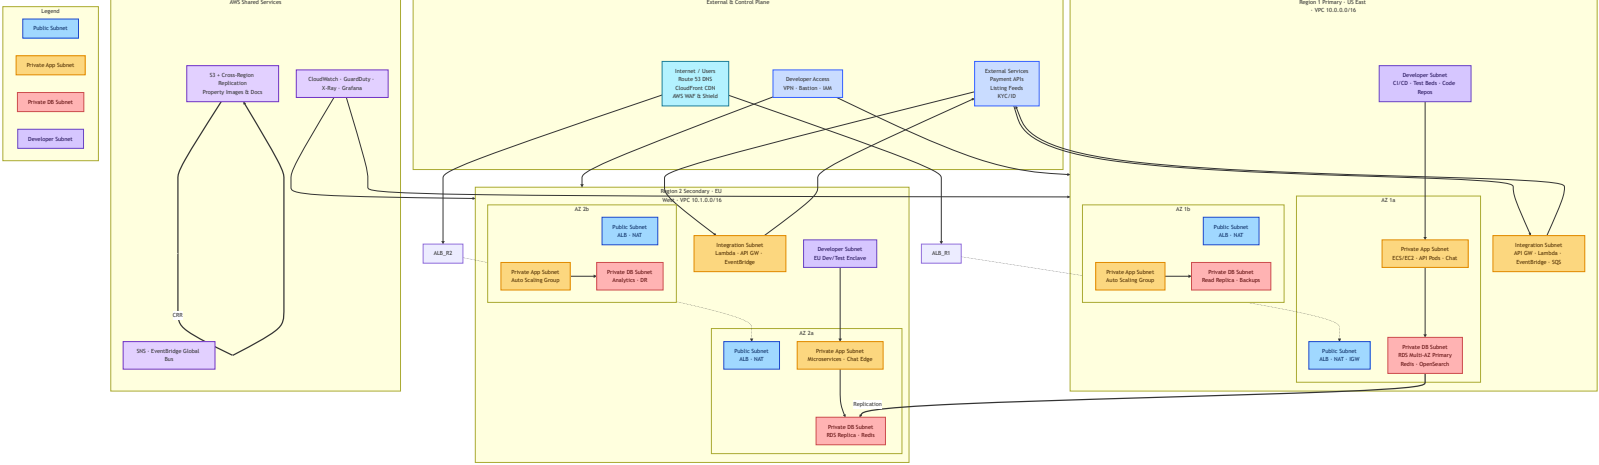 Legend
Public Subnet
Private App Subnet
Private DB Subnet
Developer Subnet
AWS Shared Services
S3 + Cross-Region
Replication
Property Images & Docs
CloudWatch - GuardDuty -
X-Ray - Grafana
CRR
SNS - EventBridge Global
Bus
External & Control Plane
Internet / Users
Route 53 DNS
CloudFront CDN
AWS WAF & Shield
Developer Access
VPN - Bastion - IAM
External Services
Payment APIs
Listing Feeds
KYC/ID
ALB_R2
Region 2 Secondary - EU
West - VPC 10.1.0.0/16
AZ 2b
Public Subnet
ALB - NAT
Private App Subnet
Auto Scaling Group
Private DB Subnet
Analytics - DR
Integration Subnet
Lambda - API GW -
EventBridge
Developer Subnet
EU Dev/Test Enclave
AZ 2a
Public Subnet
ALB - NAT
Private App Subnet
Microservices - Chat Edge
Replication
Private DB Subnet
RDS Replica - Redis
ALB_R1
Region 1 Primary - US East
- VPC 10.0.0.0/16
Developer Subnet
CI/CD - Test Beds - Code
Repos
AZ 1b
Public Subnet
ALB - NAT
Private App Subnet
Auto Scaling Group
Private DB Subnet
Read Replica - Backups
AZ 1a
Private App Subnet
ECS/EC2 - API Pods - Chat
Public Subnet
ALB - NAT - IGW
Private DB Subnet
RDS Multi-AZ Primary
Redis - OpenSearch
Integration Subnet
API GW - Lambda -
EventBridge - SQS